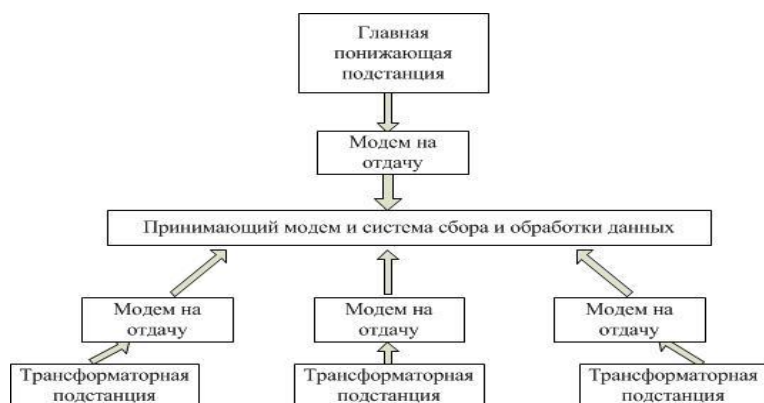 Главная
понижающая
подстанция
Модем на
отдачу
Принимающий модем и система сбора и обработки данных
Модем на
отдачу
Модем на
отдачу
Модем на
отдачу
Трансформаторная
подстанция
Трансформаторная
подстанция
Трансформаторная
подстанция